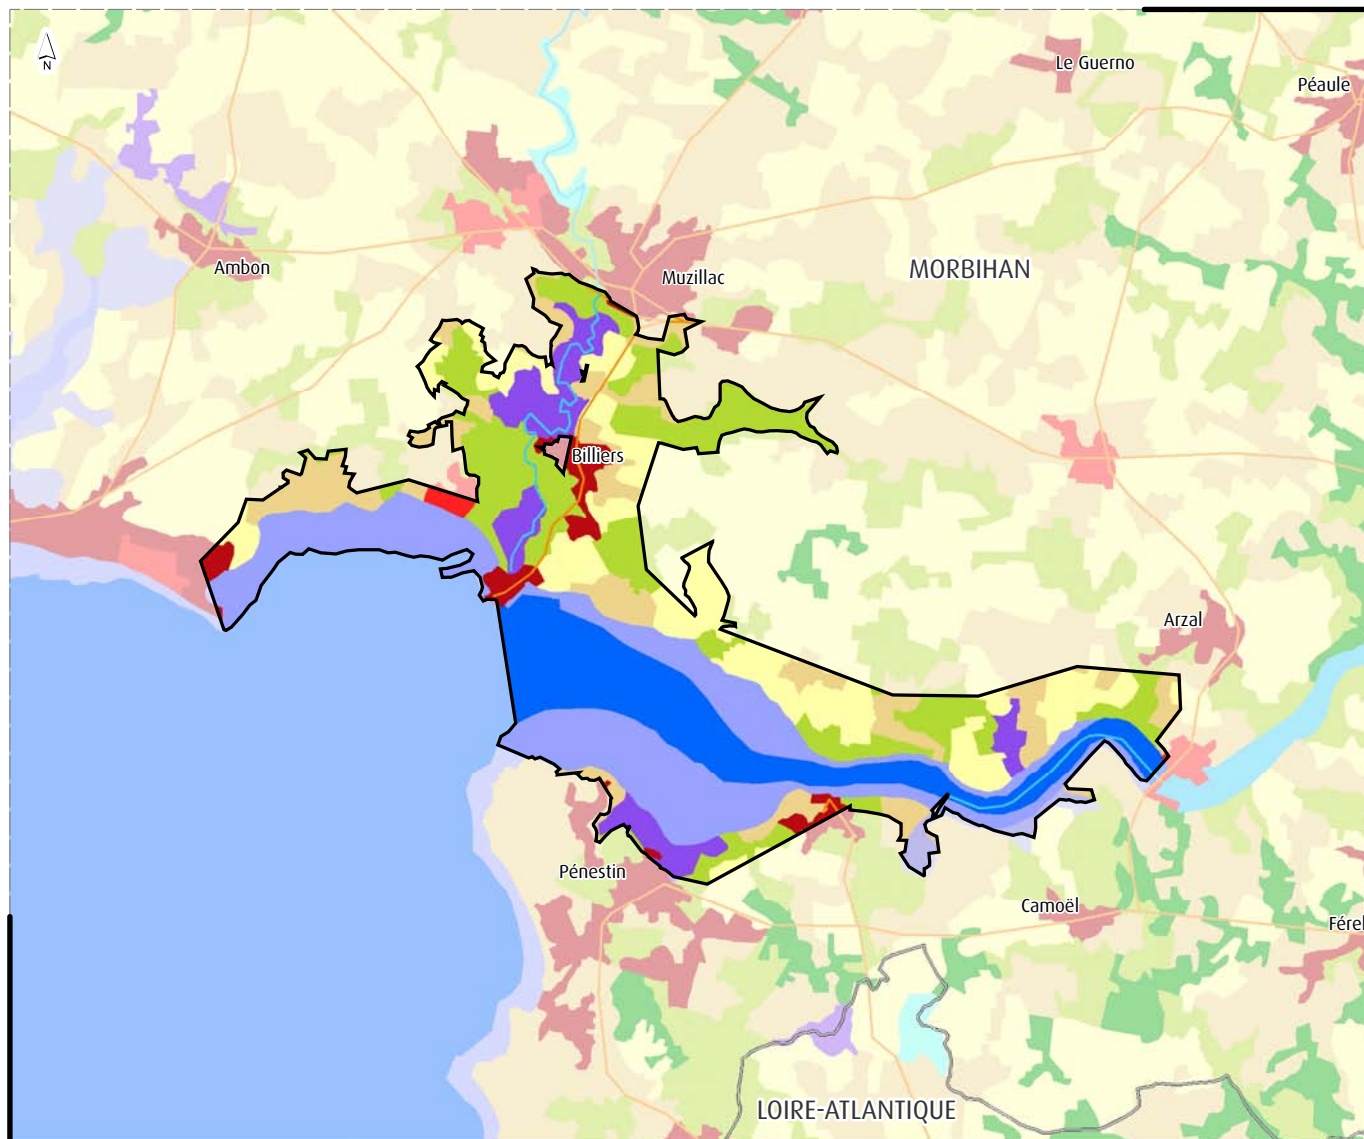 N
Le Guerno
Péaule
Ambon
Muzillac
MORBIHAN
Billiers
Arzal
Pénestin
Camoël
Férel
LOIRE-ATLANTIQUE